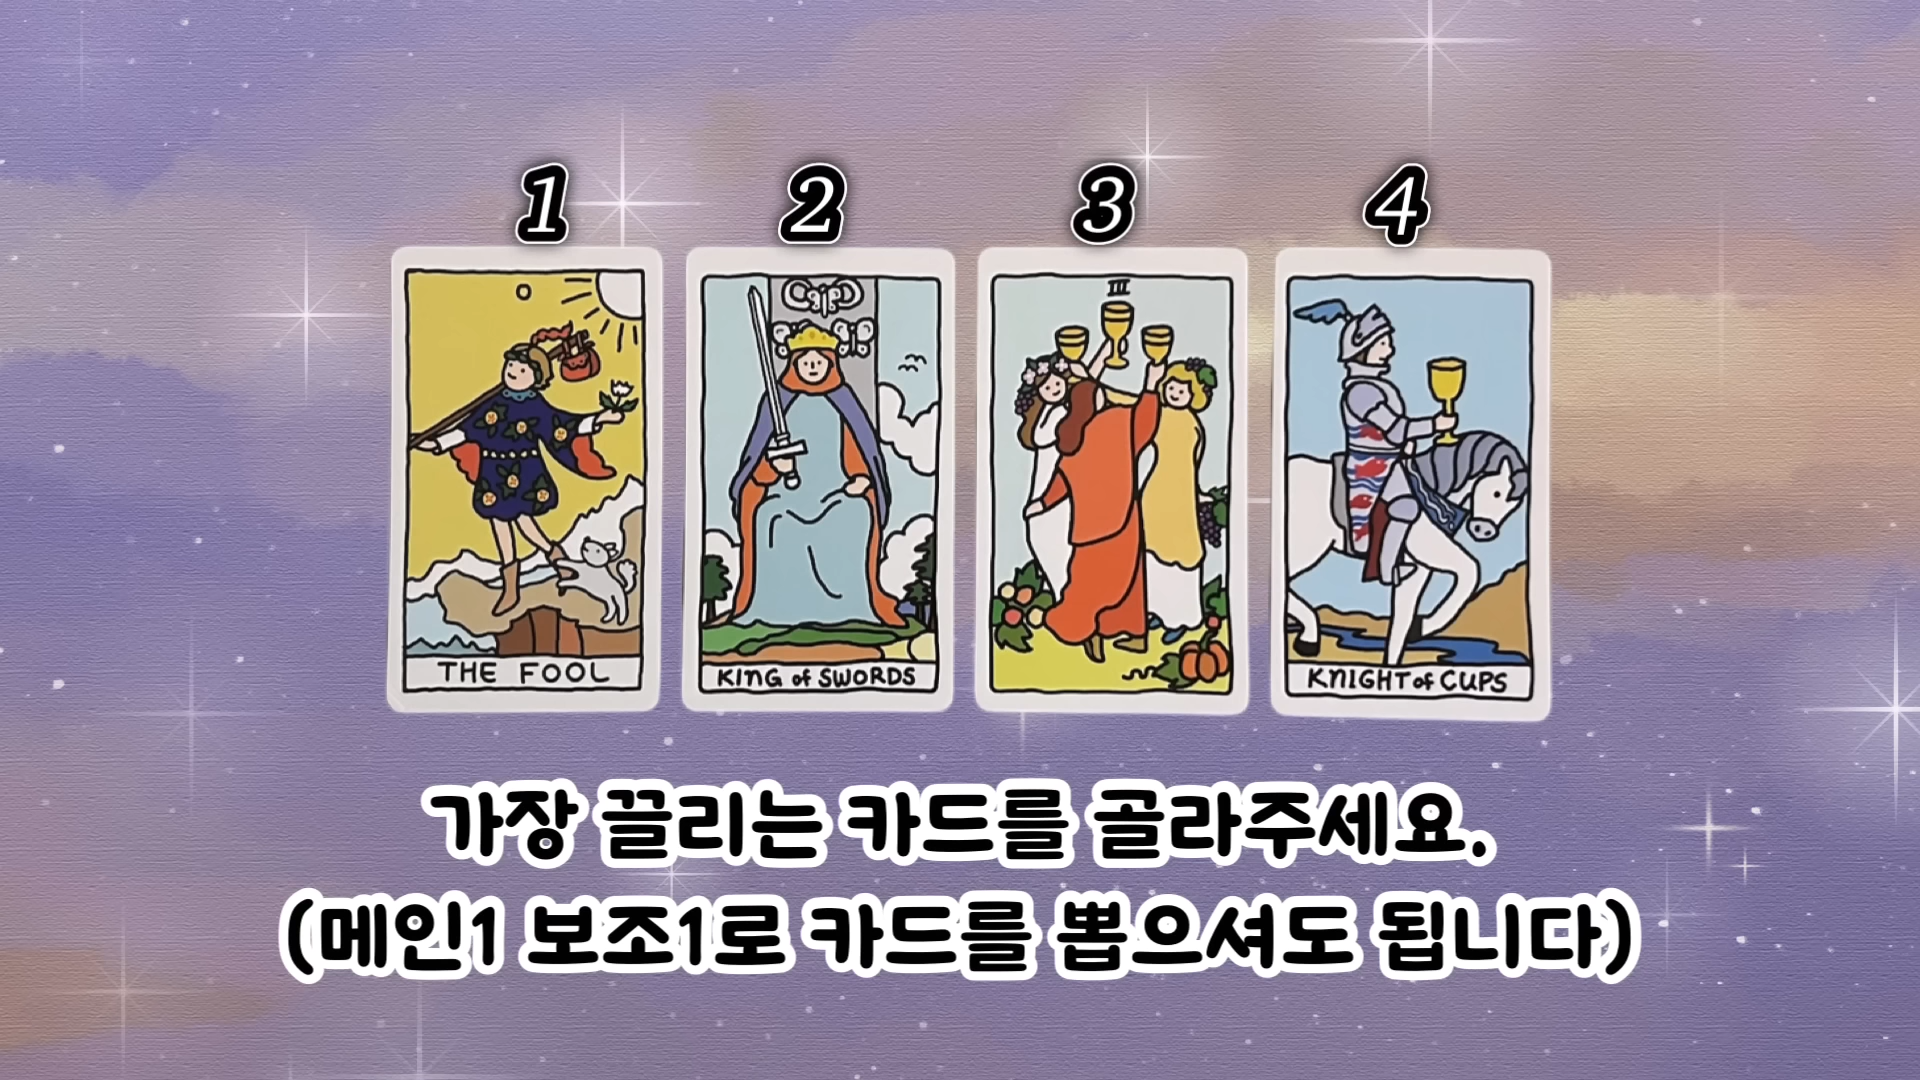 1 2 3 4
0
III
THE FOOL
KING of SWORDS
KNIGHT of CUPS
가장 끌리는 카드를 골라주세요.
(메인1 보조1로 카드를 뽑으셔도 됩니다)